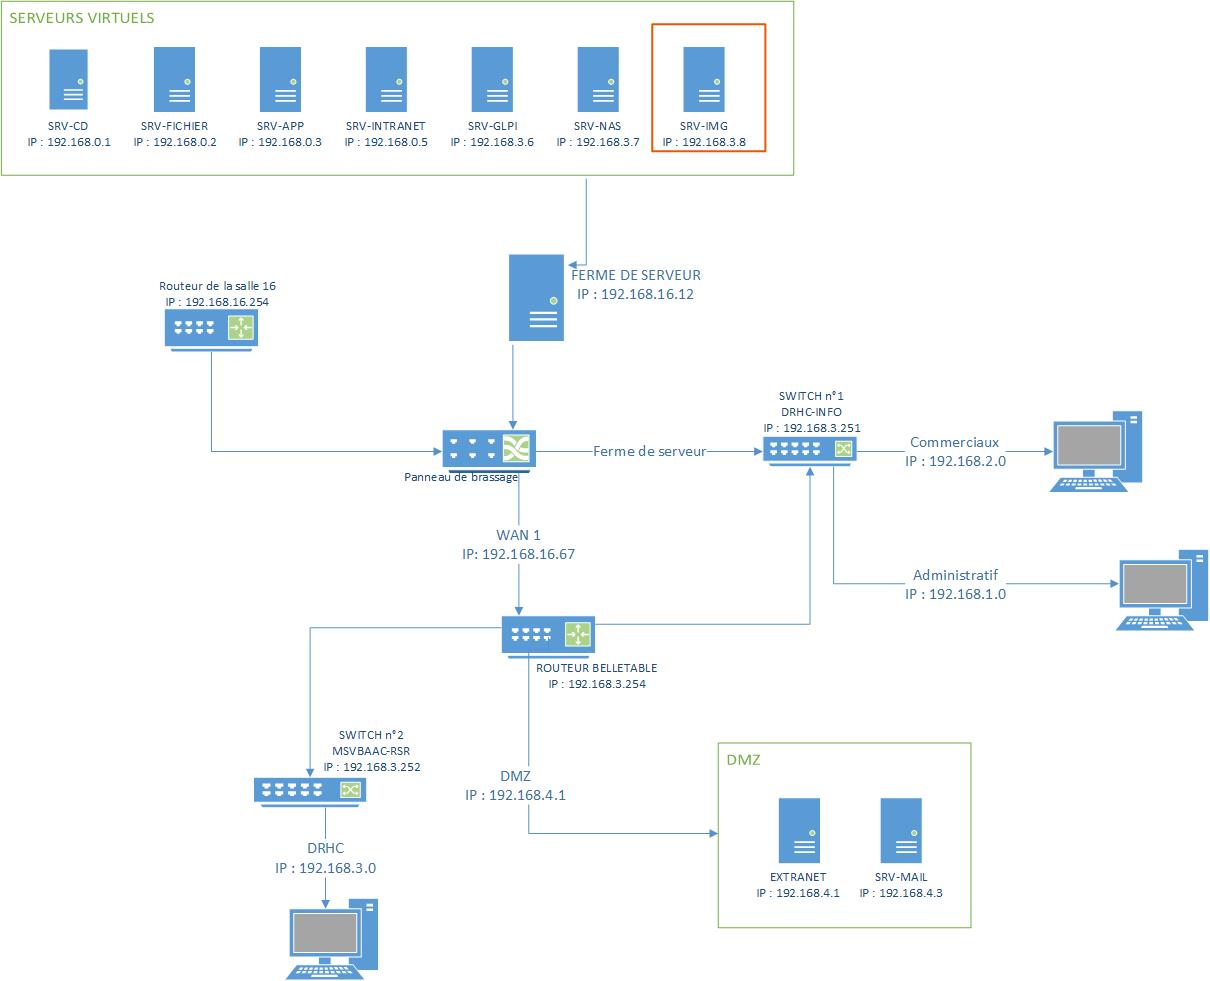 SERVEURS VIRTUELS
SRV-CD
IP : 192.168.0.1
SRV-FICHIER
IP : 192.168.0.2
SRV-APP
IP : 192.168.0.3
SRV-INTRANET
IP : 192.168.0.5
SRV-GLPI
IP : 192.168.3.6
SRV-NAS
IP : 192.168.3.7
SRV-IMG
IP : 192.168.3.8
FERME DE SERVEUR
IP : 192.168.16.12
Routeur de la salle 16
IP : 192.168.16.254
SWITCH n°1
DRHC-INFO
IP : 192.168.3.251
Panneau de brassage
Ferme de serveur
Commerciaux
IP : 192.168.2.0
WAN 1
IP: 192.168.16.67
Administratif
IP : 192.168.1.0
ROUTEUR BELLETABLE
IP : 192.168.3.254
SWITCH n°2
MSVBAAC-RSR
IP : 192.168.3.252
DMZ
IP : 192.168.4.1
DRHC
IP : 192.168.3.0
DMZ
EXTRANET
IP : 192.168.4.1
SRV-MAIL
IP : 192.168.4.3